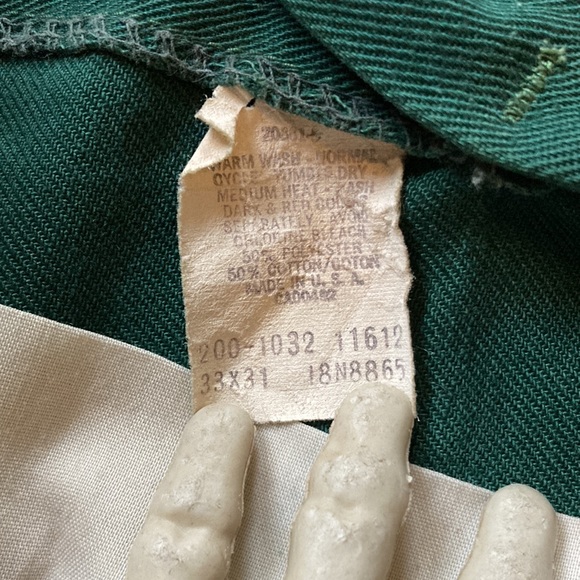 WARM WASH - NORMAL
CYCLE - TUMBLE DRY -
MEDIUM HEAT - WASH
DARK & RED COLORS
SEPARATELY - AVOID
CHLORINE BLEACH
50% POLYESTER
50% COTTON/COTON
MADE IN U. S. A.
200-1032 11612
33X31 18N8865